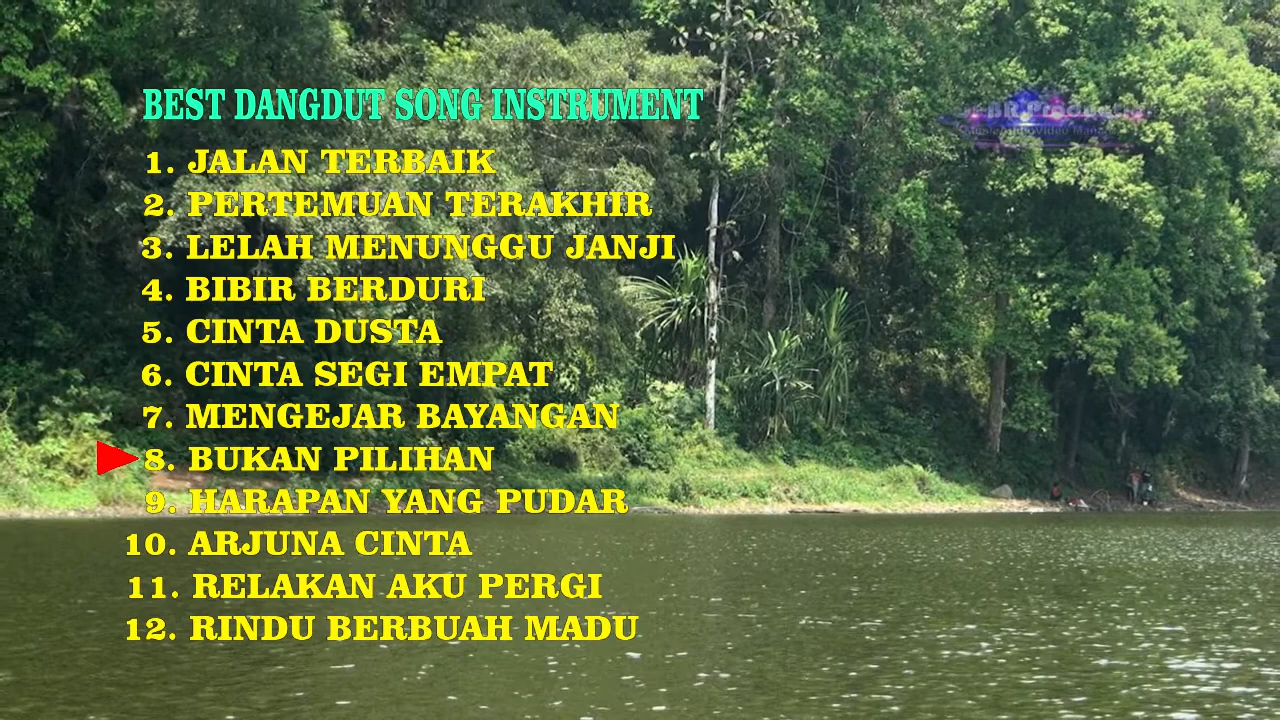 BEST DANGDUT SONG INSTRUMENT
1. JALAN TERBAIK
2. PERTEMUAN TERAKHIR
3. LELAH MENUNGGU JANJI
4. BIBIR BERDURI
5. CINTA DUSTA
6. CINTA SEGI EMPAT
7. MENGEJAR BAYANGAN
8. BUKAN PILIHAN
9. HARAPAN YANG PUDAR
10. ARJUNA CINTA
11. RELAKAN AKU PERGI
12. RINDU BERBUAH MADU